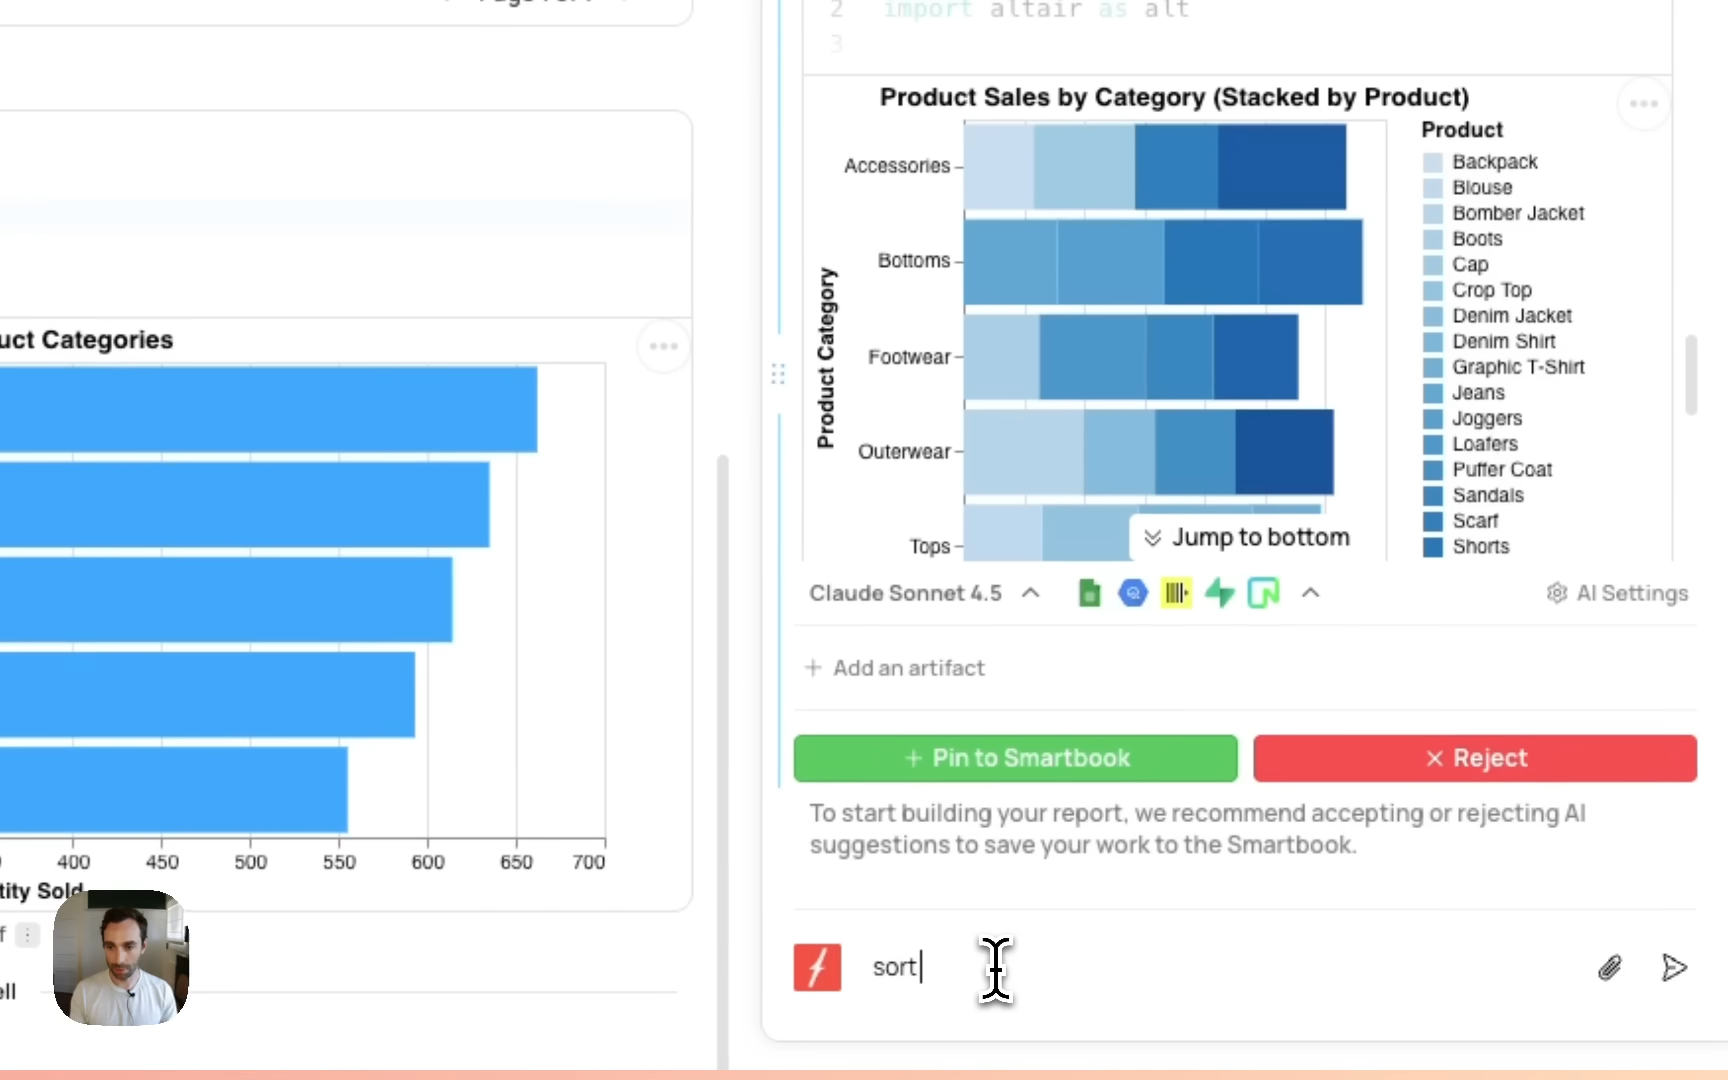 2 import altair as alt
3
Product Sales by Category (Stacked by Product)
Product Category
Accessories
Bottoms
Footwear
Outerwear
Tops
Product
Backpack
Blouse
Bomber Jacket
Boots
Cap
Crop Top
Denim Jacket
Denim Shirt
Graphic T-Shirt
Jeans
Joggers
Loafers
Puffer Coat
Sandals
Scarf
Shorts
Jump to bottom
uct Categories
400 450 500 550 600 650 700
tity Sold
f
ell
Claude Sonnet 4.5
AI Settings
+ Add an artifact
+ Pin to Smartbook
× Reject
To start building your report, we recommend accepting or rejecting AI
suggestions to save your work to the Smartbook.
sort